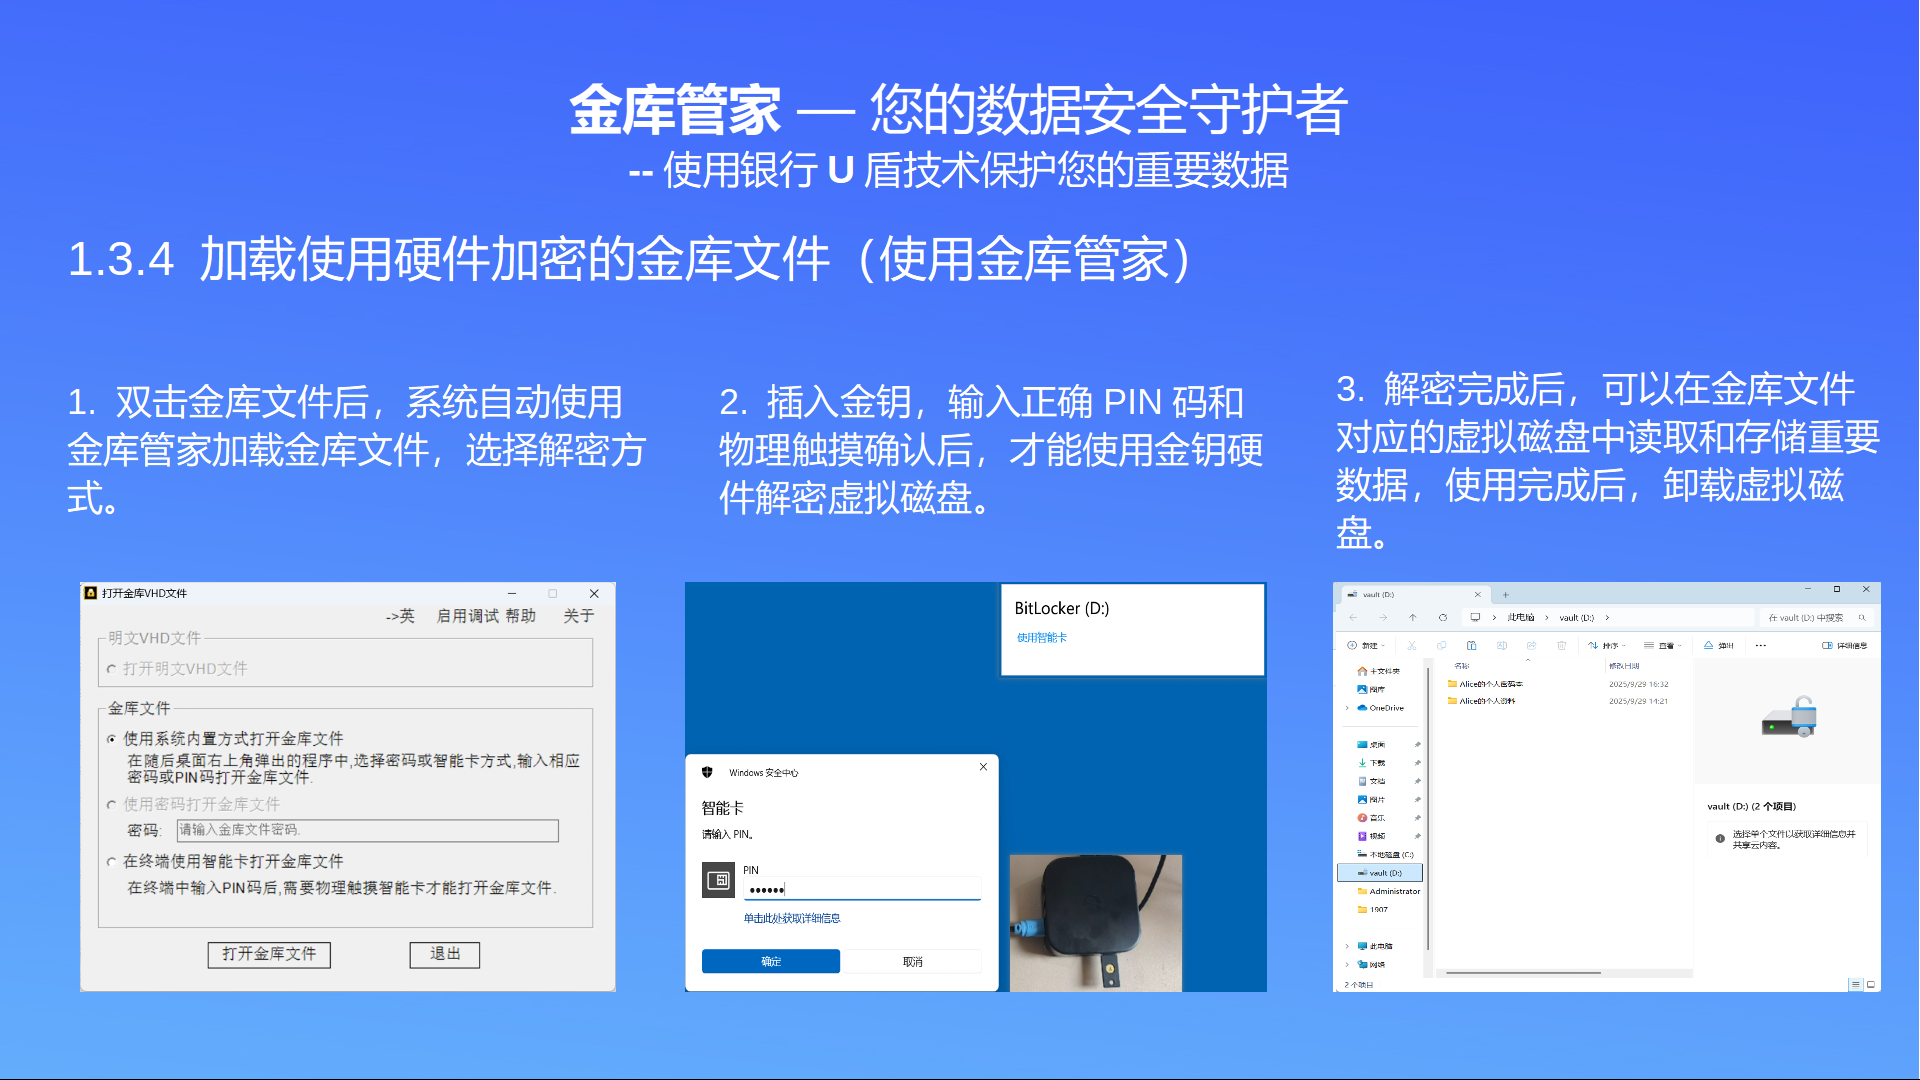 金库管家 — 您的数据安全守护者
-- 使用银行 U 盾技术保护您的重要数据
1.3.4 加载使用硬件加密的金库文件（使用金库管家）
1. 双击金库文件后，系统自动使用
金库管家加载金库文件，选择解密方
式。
2. 插入金钥，输入正确 PIN 码和
物理触摸确认后，才能使用金钥硬
件解密虚拟磁盘。
3. 解密完成后，可以在金库文件
对应的虚拟磁盘中读取和存储重要
数据，使用完成后，卸载虚拟磁
盘。
打开金库VHD文件
->英 启用调试 帮助 关于
明文VHD文件
打开明文VHD文件
金库文件
使用系统内置方式打开金库文件
在随后桌面右上角弹出的程序中,选择密码或智能卡方式,输入相应
密码或PIN码打开金库文件.
使用密码打开金库文件
密码: 请输入金库文件密码.
在终端使用智能卡打开金库文件
在终端中输入PIN码后,需要物理触摸智能卡才能打开金库文件.
打开金库文件 退出
BitLocker (D:)
使用智能卡
Windows 安全中心
智能卡
请输入 PIN。
PIN
单击此处获取详细信息
确定 取消
vault (D:)
此电脑 vault (D:) 在 vault (D:) 中搜索
新建 排序 查看 弹出 详细信息
名称 修改日期
主文件夹
图库
OneDrive
桌面
下载
文档
图片
音乐
视频
本地磁盘 (C:)
vault (D:)
Administrator
1907
此电脑
网络
Alice的个人密码本 2025/9/29 16:32
Alice的个人资料 2025/9/29 14:21
vault (D:) (2 个项目)
选择单个文件以获取详细信息并
共享云内容。
2 个项目